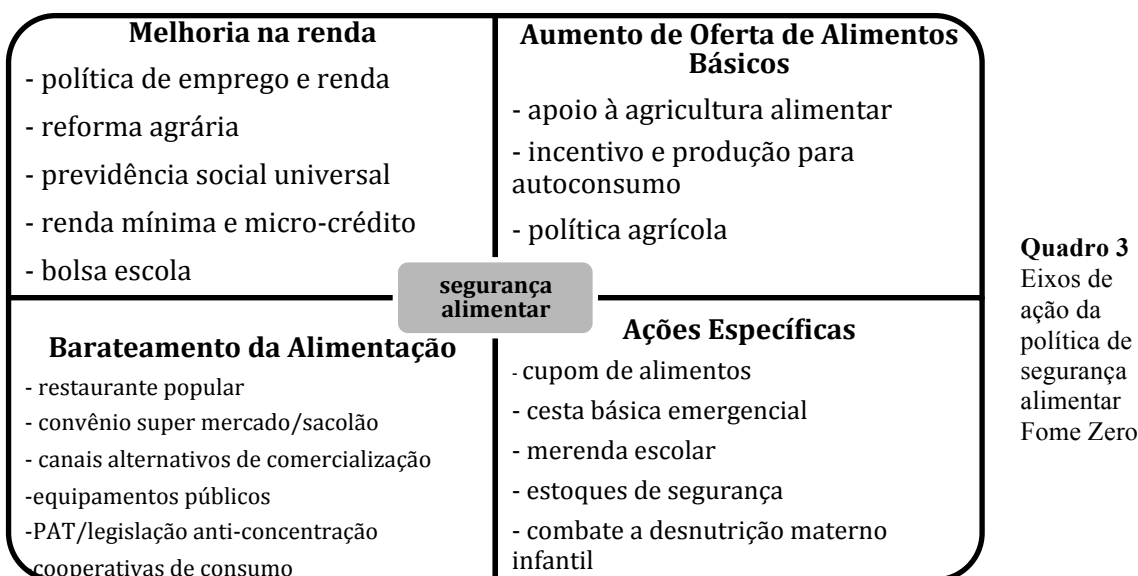 Melhoria na renda
- política de emprego e renda
- reforma agrária
- previdência social universal
- renda mínima e micro-crédito
- bolsa escola
Aumento de Oferta de Alimentos
Básicos
- apoio à agricultura alimentar
- incentivo e produção para
autoconsumo
- política agrícola
segurança
alimentar
Barateamento da Alimentação
- restaurante popular
- convênio super mercado/sacolão
- canais alternativos de comercialização
-equipamentos públicos
-PAT/legislação anti-concentração
cooperativas de consumo
Ações Específicas
- cupom de alimentos
- cesta básica emergencial
- merenda escolar
- estoques de segurança
- combate a desnutrição materno
infantil
Quadro 3
Eixos de
ação da
política de
segurança
alimentar
Fome Zero